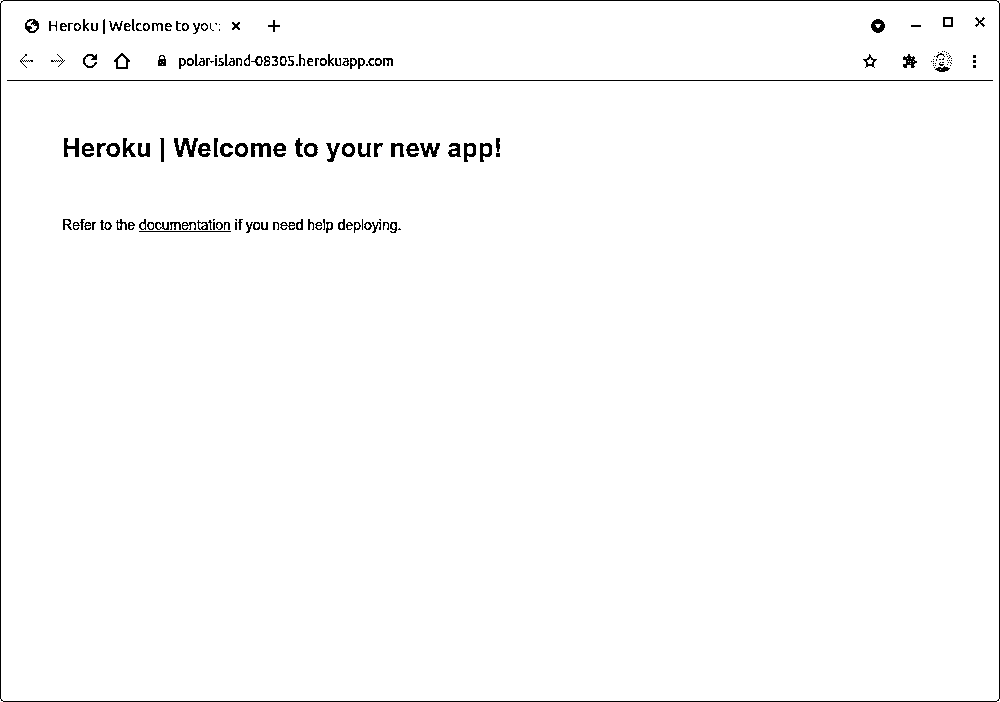 Heroku | Welcome to your
polar-island-08305.herokuapp.com
Heroku | Welcome to your new app!
Refer to the documentation if you need help deploying.